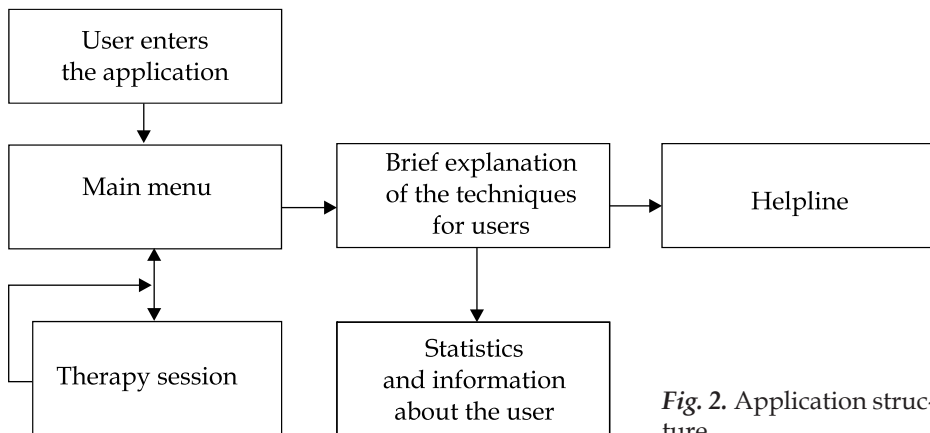 User enters
the application
Main menu
Brief explanation
of the techniques
for users
Helpline
Therapy session
Statistics
and information
about the user
Fig. 2. Application struc-
ture